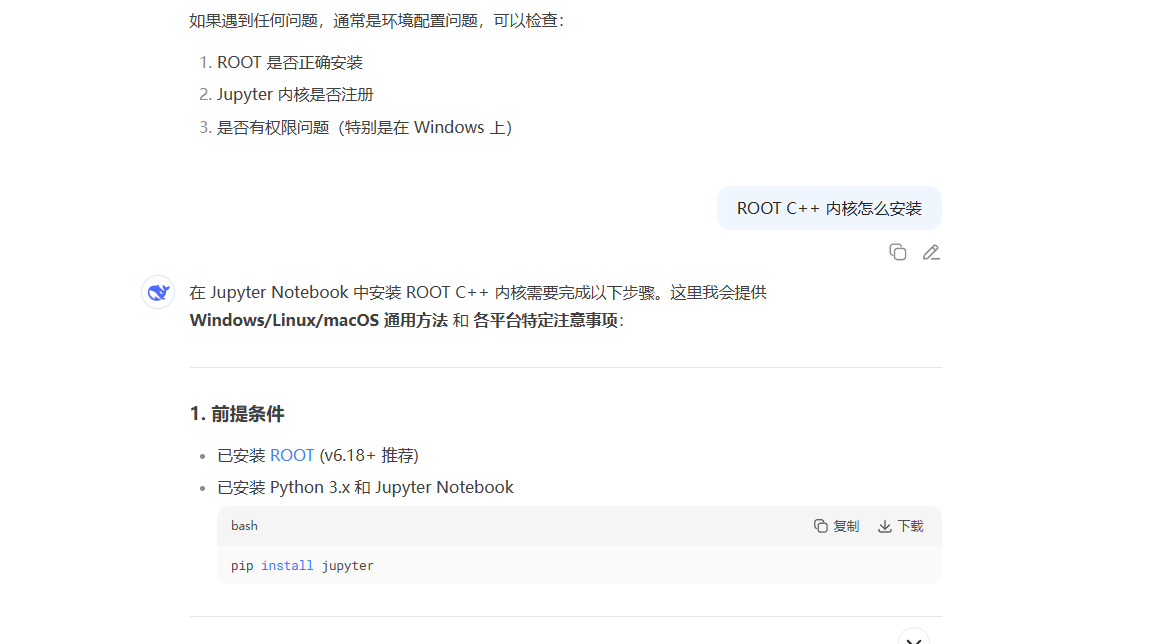 如果遇到任何问题，通常是环境配置问题，可以检查：
1. ROOT 是否正确安装
2. Jupyter 内核是否注册
3. 是否有权限问题（特别是在 Windows 上）
ROOT C++ 内核怎么安装
在 Jupyter Notebook 中安装 ROOT C++ 内核需要完成以下步骤。这里我会提供
Windows/Linux/macOS 通用方法 和 各平台特定注意事项：
1. 前提条件
• 已安装 ROOT (v6.18+ 推荐)
• 已安装 Python 3.x 和 Jupyter Notebook
bash 复制 下载
pip install jupyter